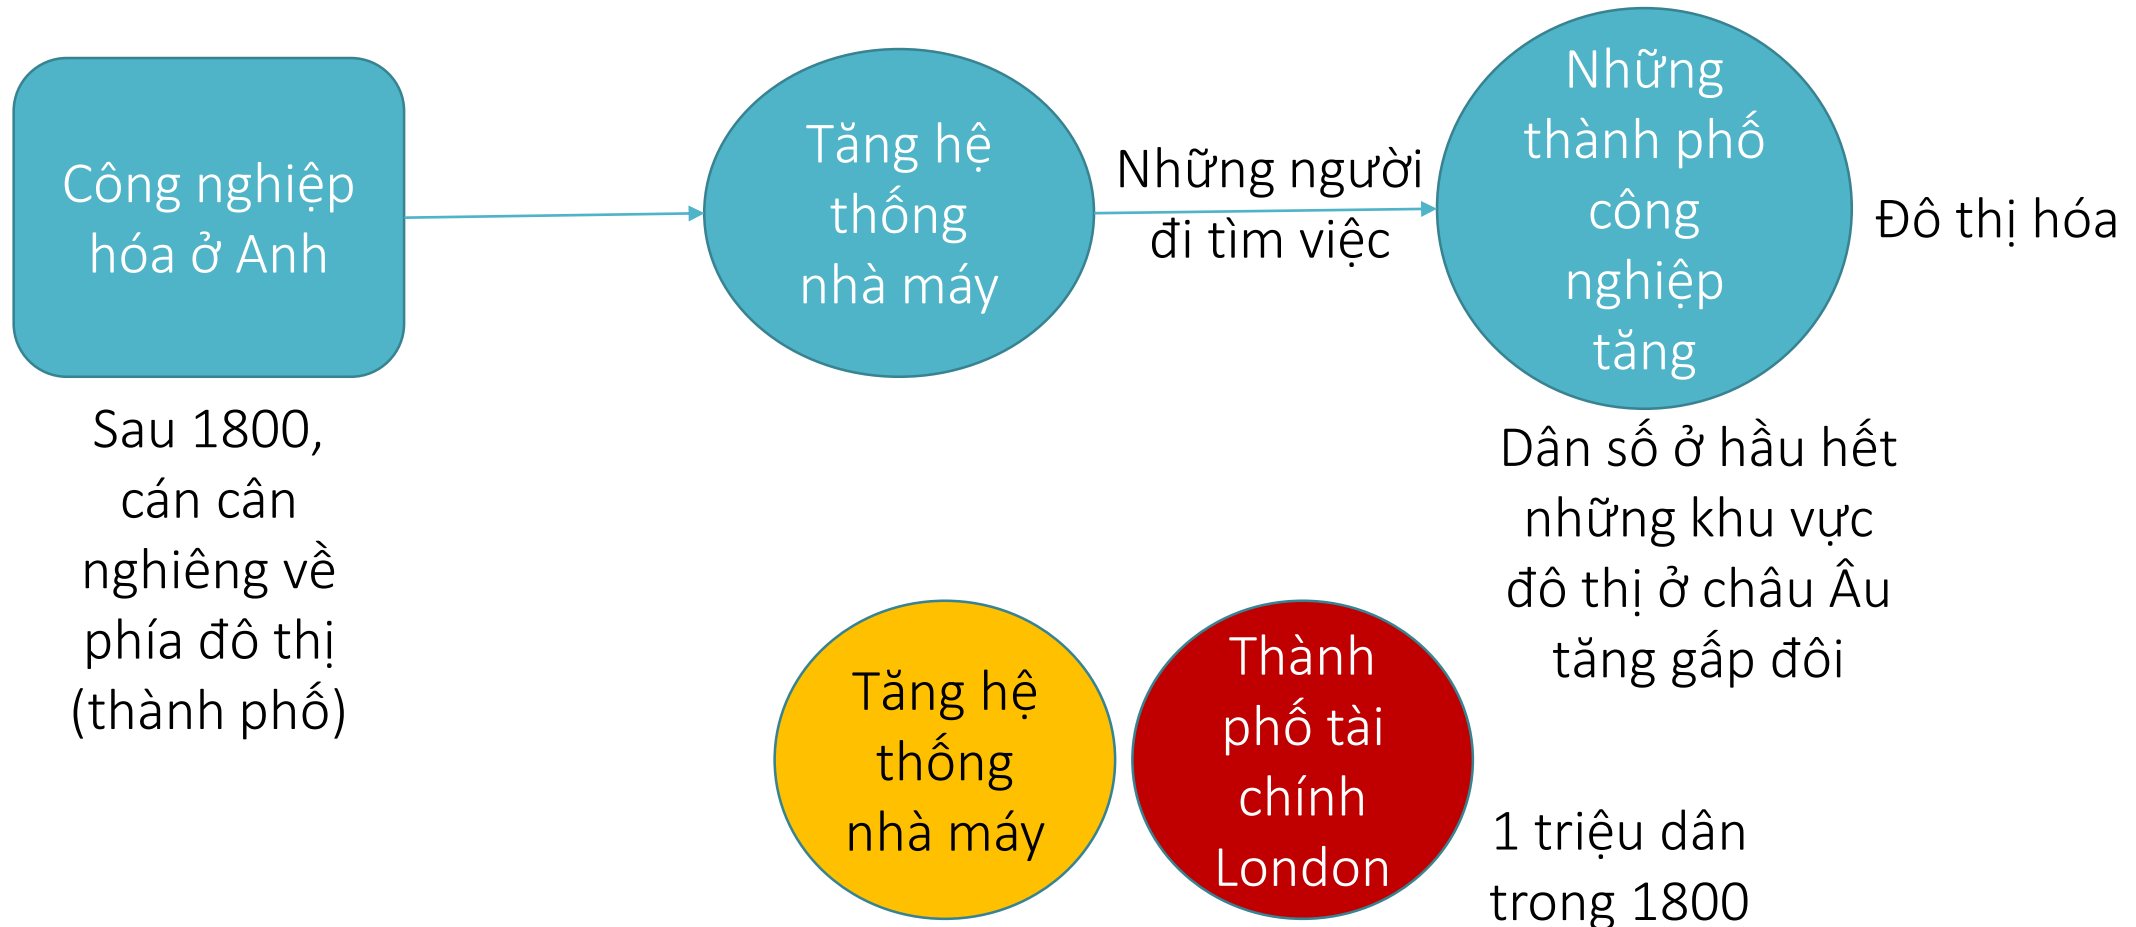 Công nghiệp
hóa ở Anh
Tăng hệ
thống
nhà máy
Những người
đi tìm việc
Những
thành phố
công
nghiệp
tăng
Đô thị hóa
Sau 1800,
cán cân
nghiêng về
phía đô thị
(thành phố)
Dân số ở hầu hết
những khu vực
đô thị ở châu Âu
tăng gấp đôi
Tăng hệ
thống
nhà máy
Thành
phố tài
chính
London
1 triệu dân
trong 1800